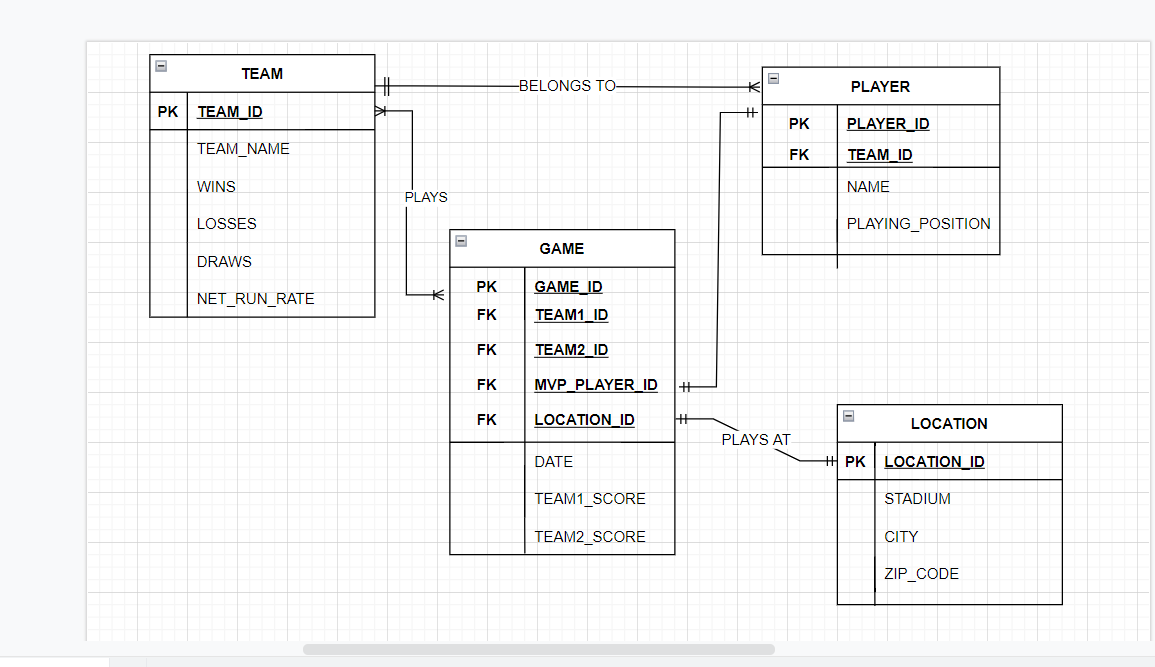 TEAM
PK TEAM_ID
TEAM_NAME
WINS
LOSSES
DRAWS
NET_RUN_RATE
BELONGS TO
PLAYER
PK PLAYER_ID
FK TEAM_ID
NAME
PLAYING_POSITION
PLAYS
GAME
PK GAME_ID
FK TEAM1_ID
FK TEAM2_ID
FK MVP_PLAYER_ID
FK LOCATION_ID
DATE
TEAM1_SCORE
TEAM2_SCORE
PLAYS AT
LOCATION
PK LOCATION_ID
STADIUM
CITY
ZIP_CODE